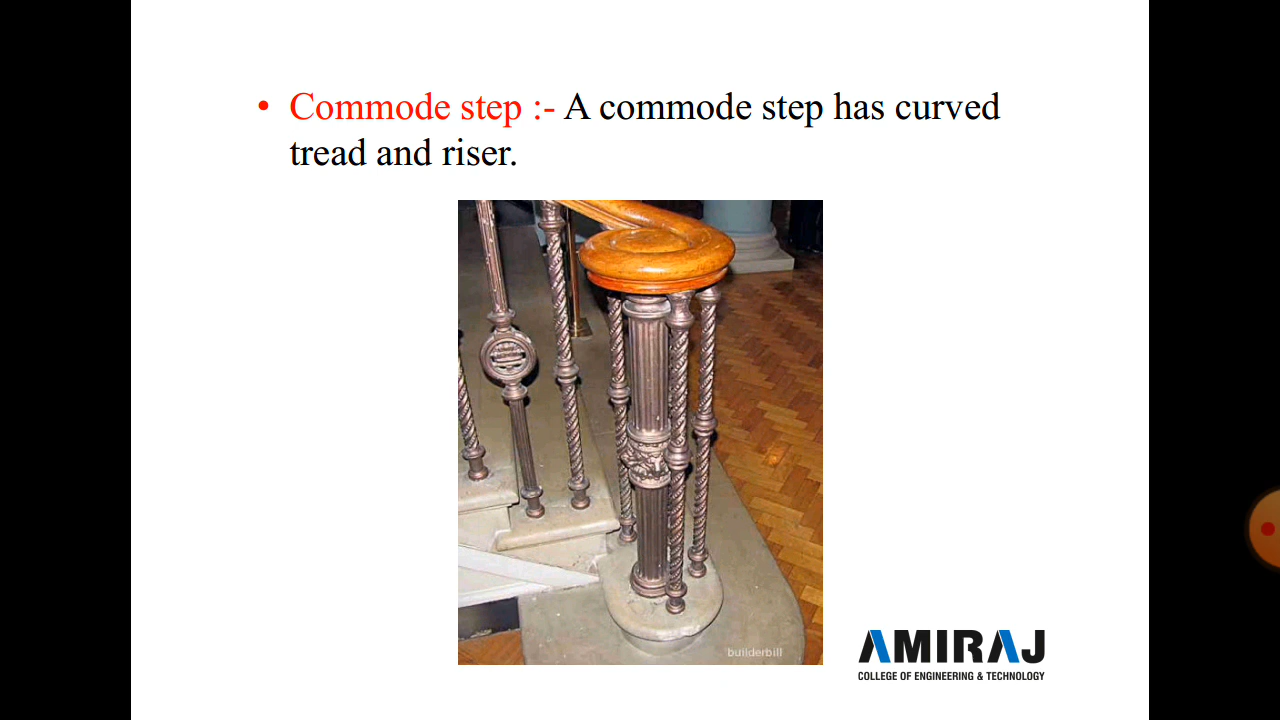 • Commode step :- A commode step has curved
tread and riser.
builderbill
AMIRAJ
COLLEGE OF ENGINEERING & TECHNOLOGY